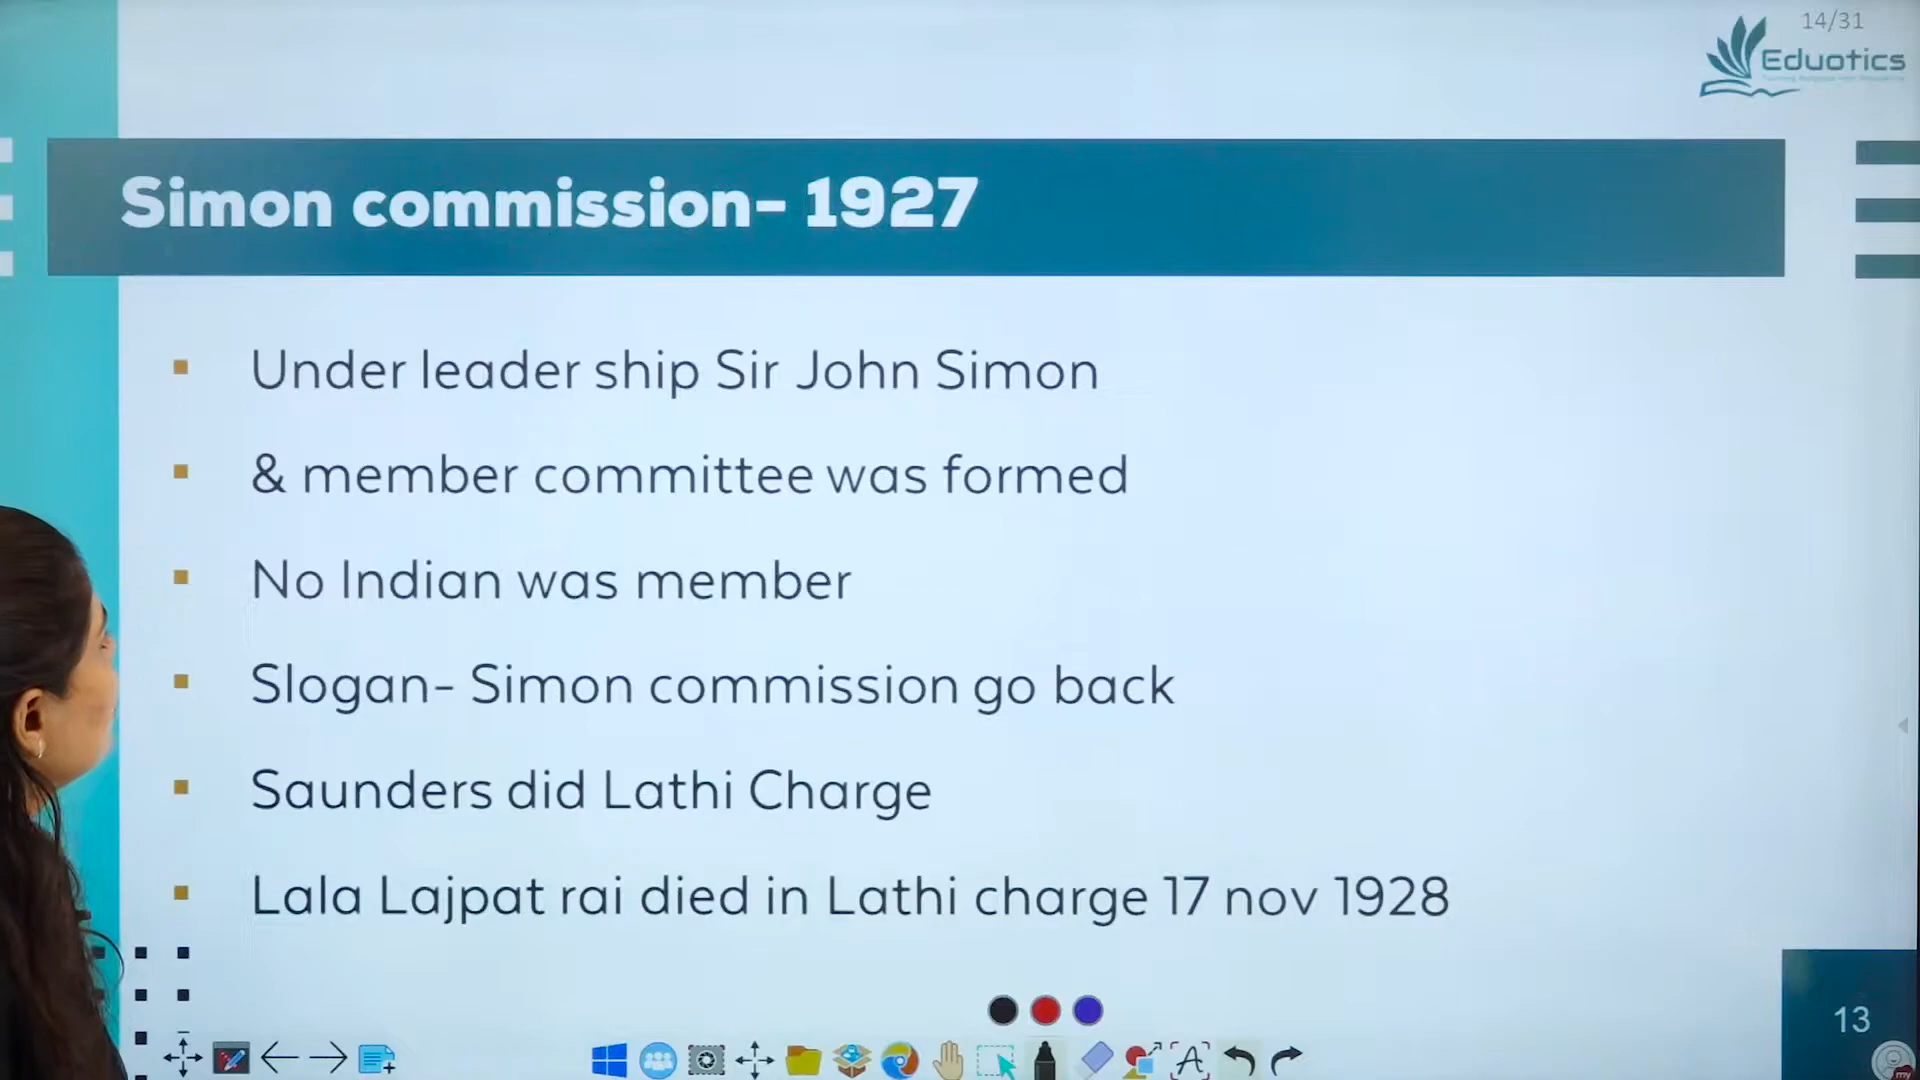 14/31
Eduotics
Simon commission- 1927
Under leader ship Sir John Simon
& member committee was formed
No Indian was member
Slogan- Simon commission go back
Saunders did Lathi Charge
Lala Lajpat rai died in Lathi charge 17 nov 1928
13
A
my